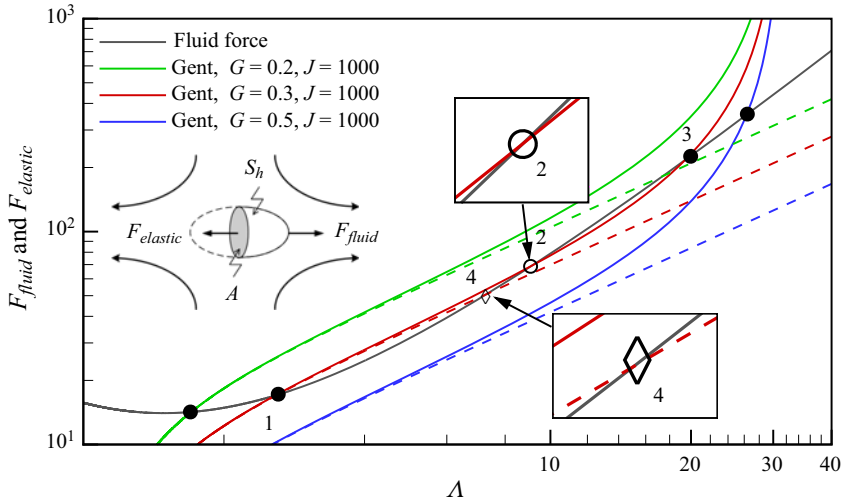 10³
Fluid force
Gent, G = 0.2, J = 1000
Gent, G = 0.3, J = 1000
Gent, G = 0.5, J = 1000
2
3
S_h
10²
F_elastic
F_fluid
2
4
A
F_fluid and F_elastic
4
1
10¹
10
20
30
40
Λ